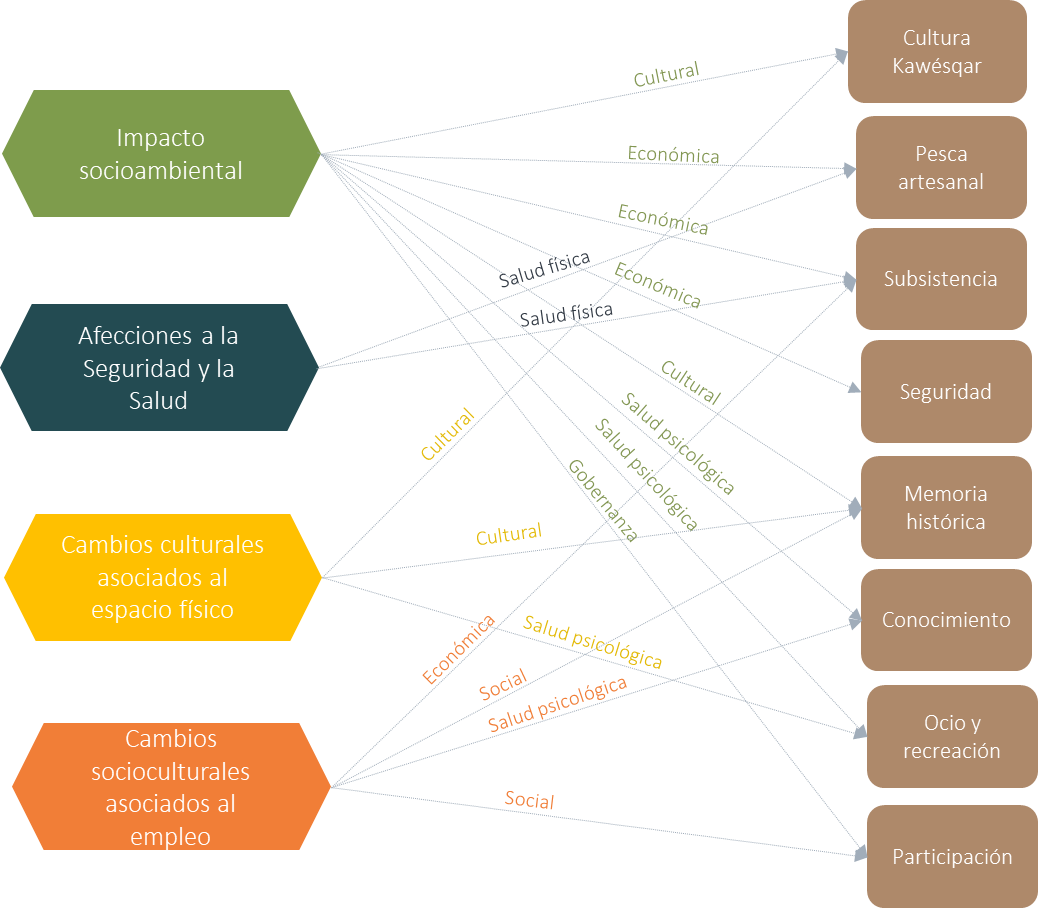 Impacto
socioambiental
Afecciones a la
Seguridad y la
Salud
Cambios culturales
asociados al
espacio físico
Cambios
socioculturales
asociados al
empleo
Cultural
Económica
Económica
Económica
Cultural
Salud psicológica
Salud psicológica
Gobernanza
Salud física
Salud física
Cultural
Cultural
Salud psicológica
Económica
Social
Salud psicológica
Social
Cultura
Kawésqar
Pesca
artesanal
Subsistencia
Seguridad
Memoria
histórica
Conocimiento
Ocio y
recreación
Participación